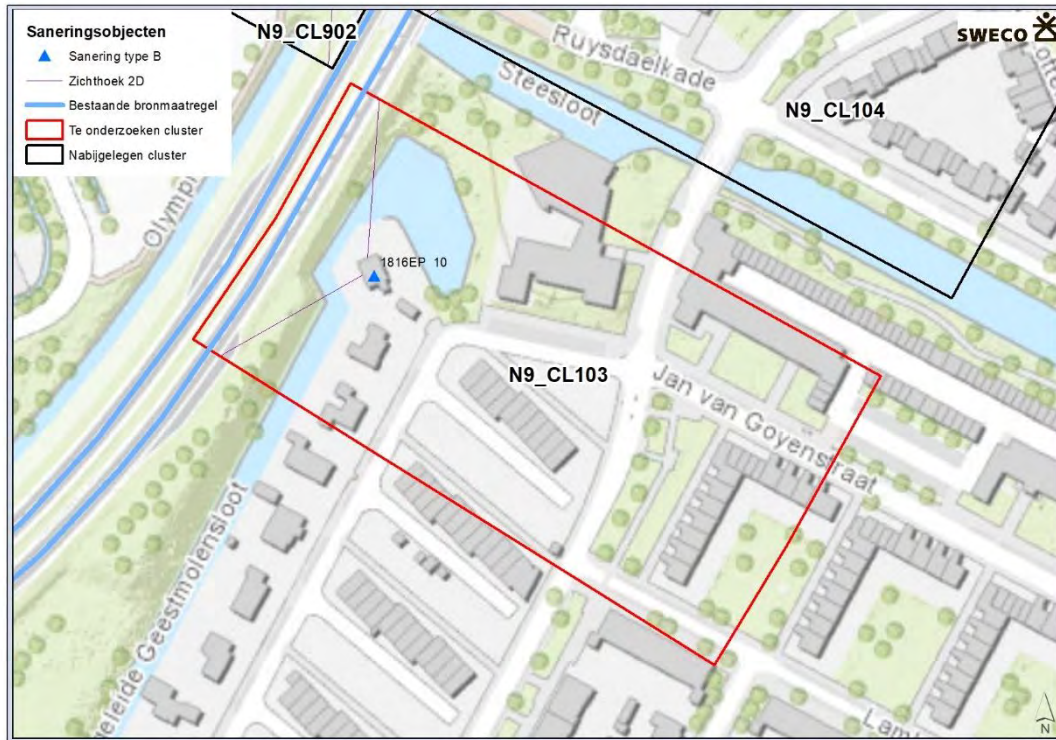 Saneringsobjecten
Sanering type B
Zichthoek 2D
Bestaande bronmaatregel
Te onderzoeken cluster
Nabijgelegen cluster
N9_CL902
SWECO
Ruysdaelkade
Steesloot
N9_CL104
1816EP 10
N9_CL103
Jan van Goyenstraat
Geestmolensloot
N